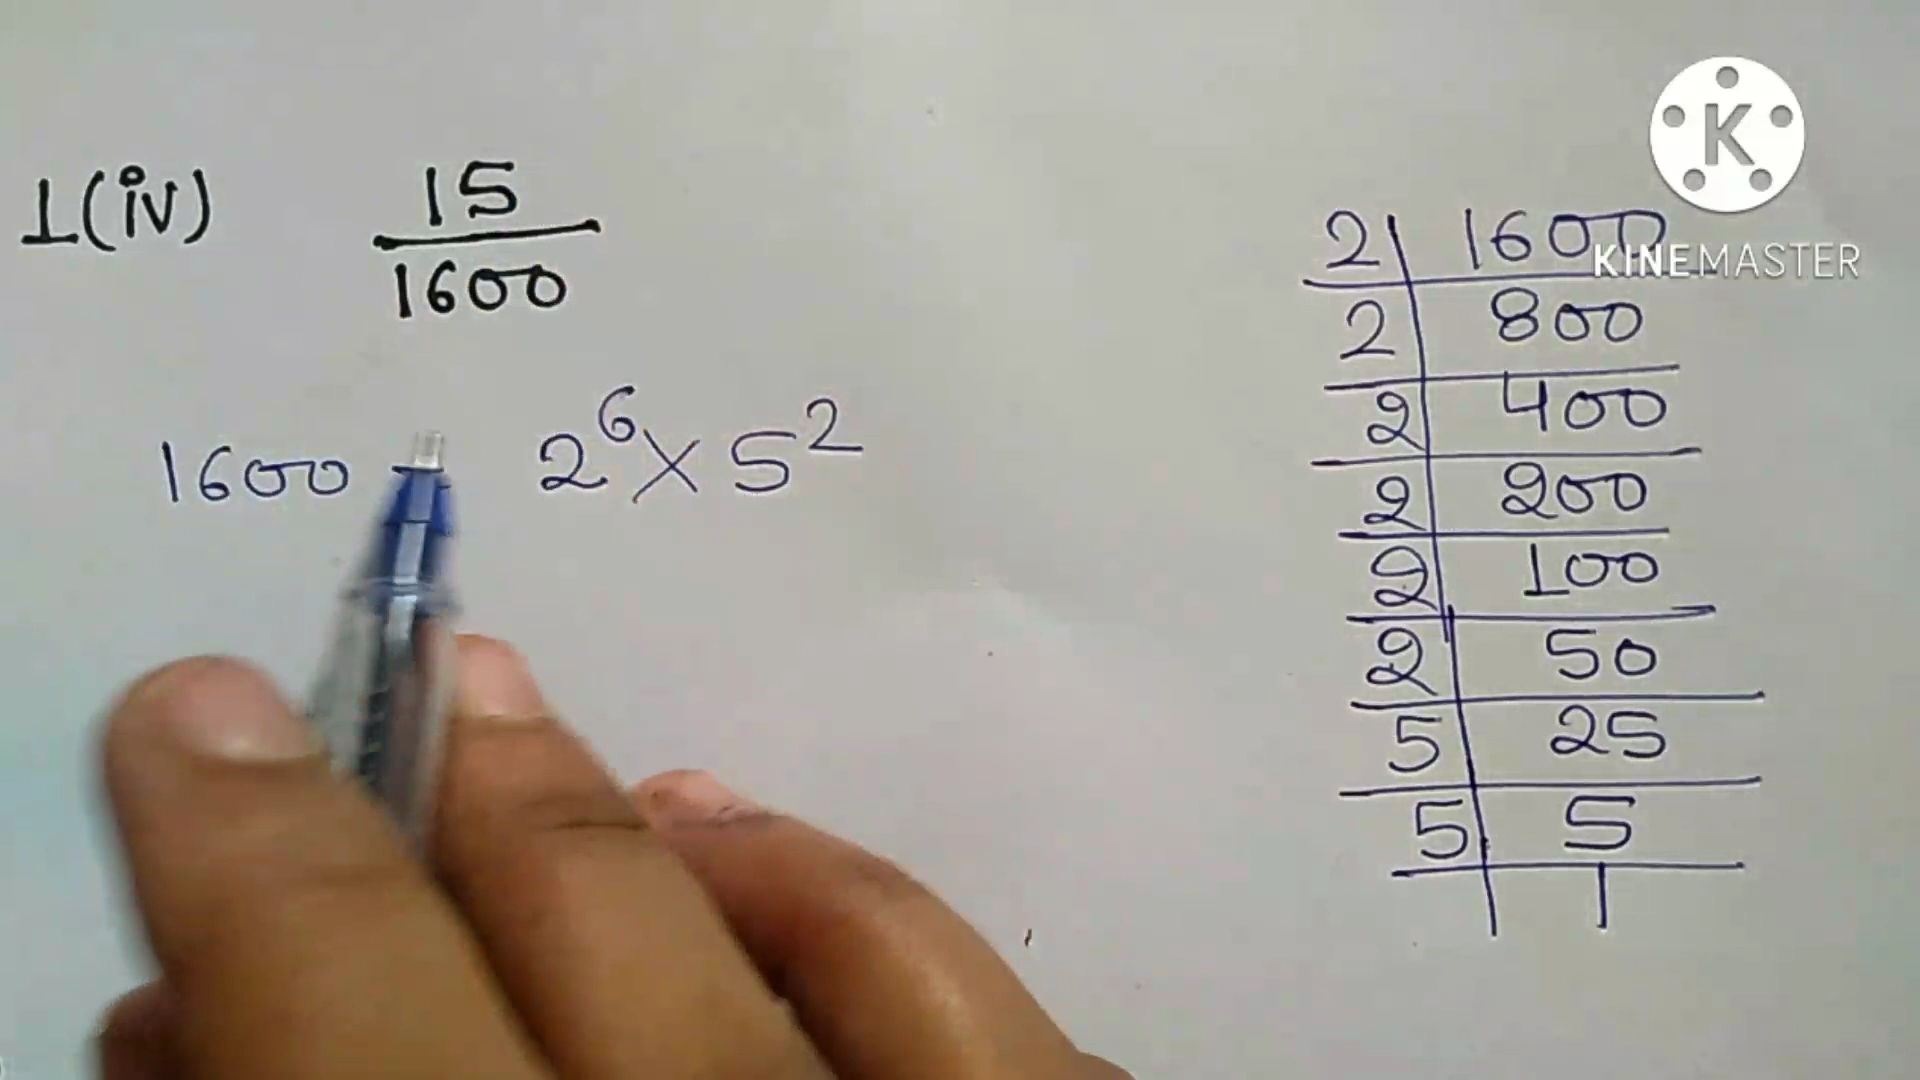 1(iv) 15
1600
1600 = 2^6 × 5^2
2 | 1600
2 | 800
2 | 400
2 | 200
2 | 100
2 | 50
5 | 25
5 | 5
1
K
KINEMASTER